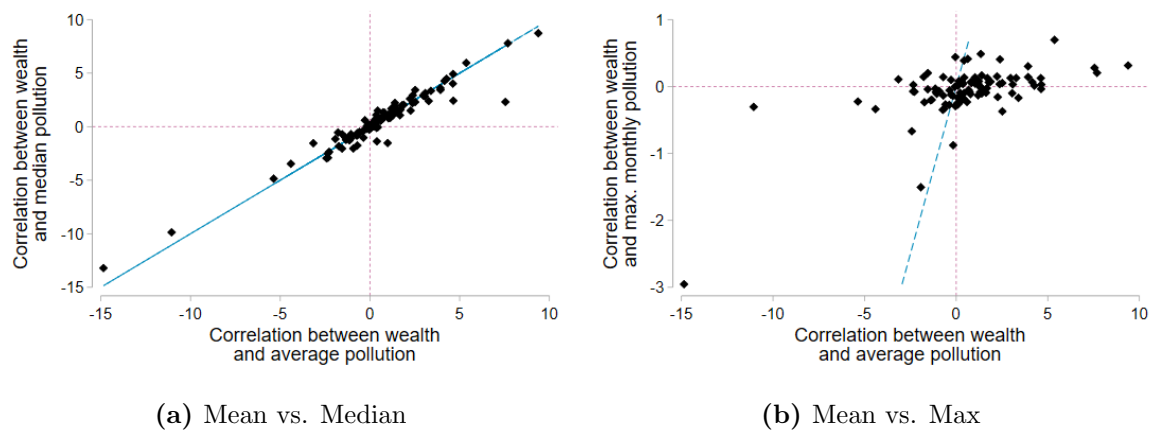 Correlation between wealth
and median pollution
10
5
0
-5
-10
-15
-15 -10 -5 0 5 10
Correlation between wealth
and average pollution
(a) Mean vs. Median
Correlation between wealth
and max. monthly pollution
1
0
-1
-2
-3
-15 -10 -5 0 5 10
Correlation between wealth
and average pollution
(b) Mean vs. Max